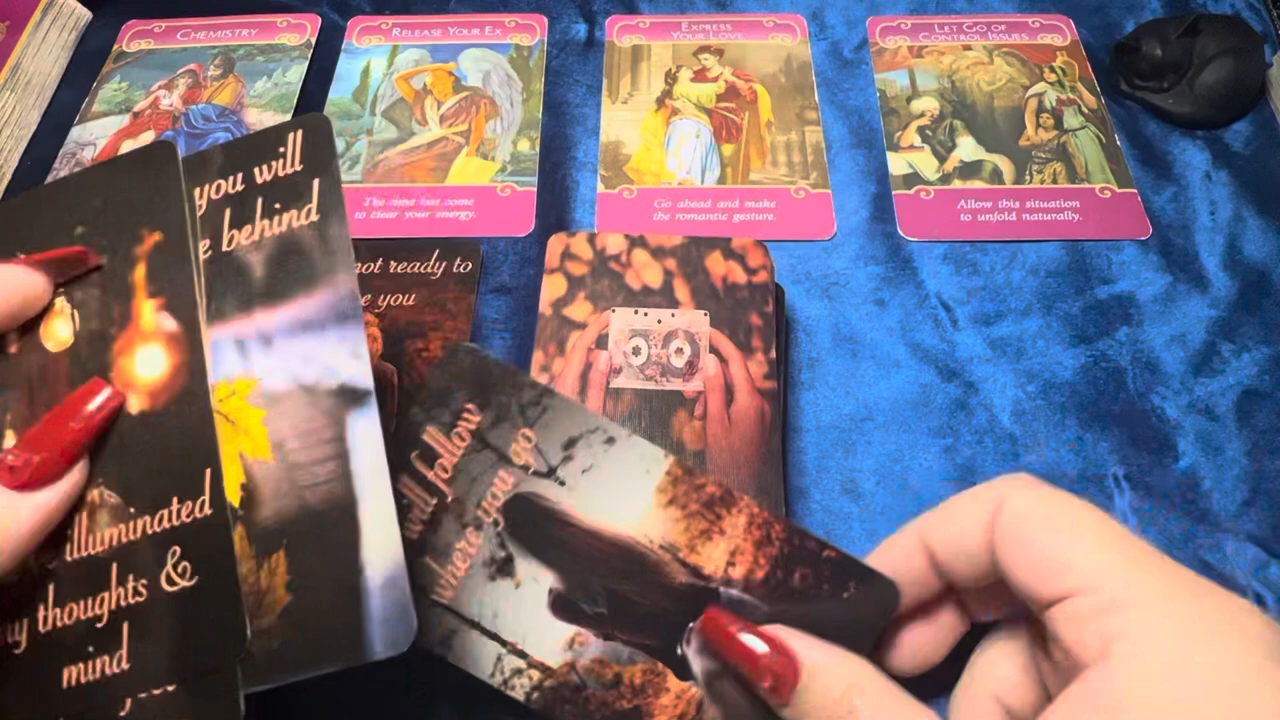 CHEMISTRY
RELEASE YOUR EX
The time has come
to clear your energy.
EXPRESS
YOUR LOVE
Go ahead and make
the romantic gesture.
LET GO OF
CONTROL ISSUES
Allow this situation
to unfold naturally.
you will
behind
not ready to
you
will follow
where you go
illuminated
my thoughts &
mind